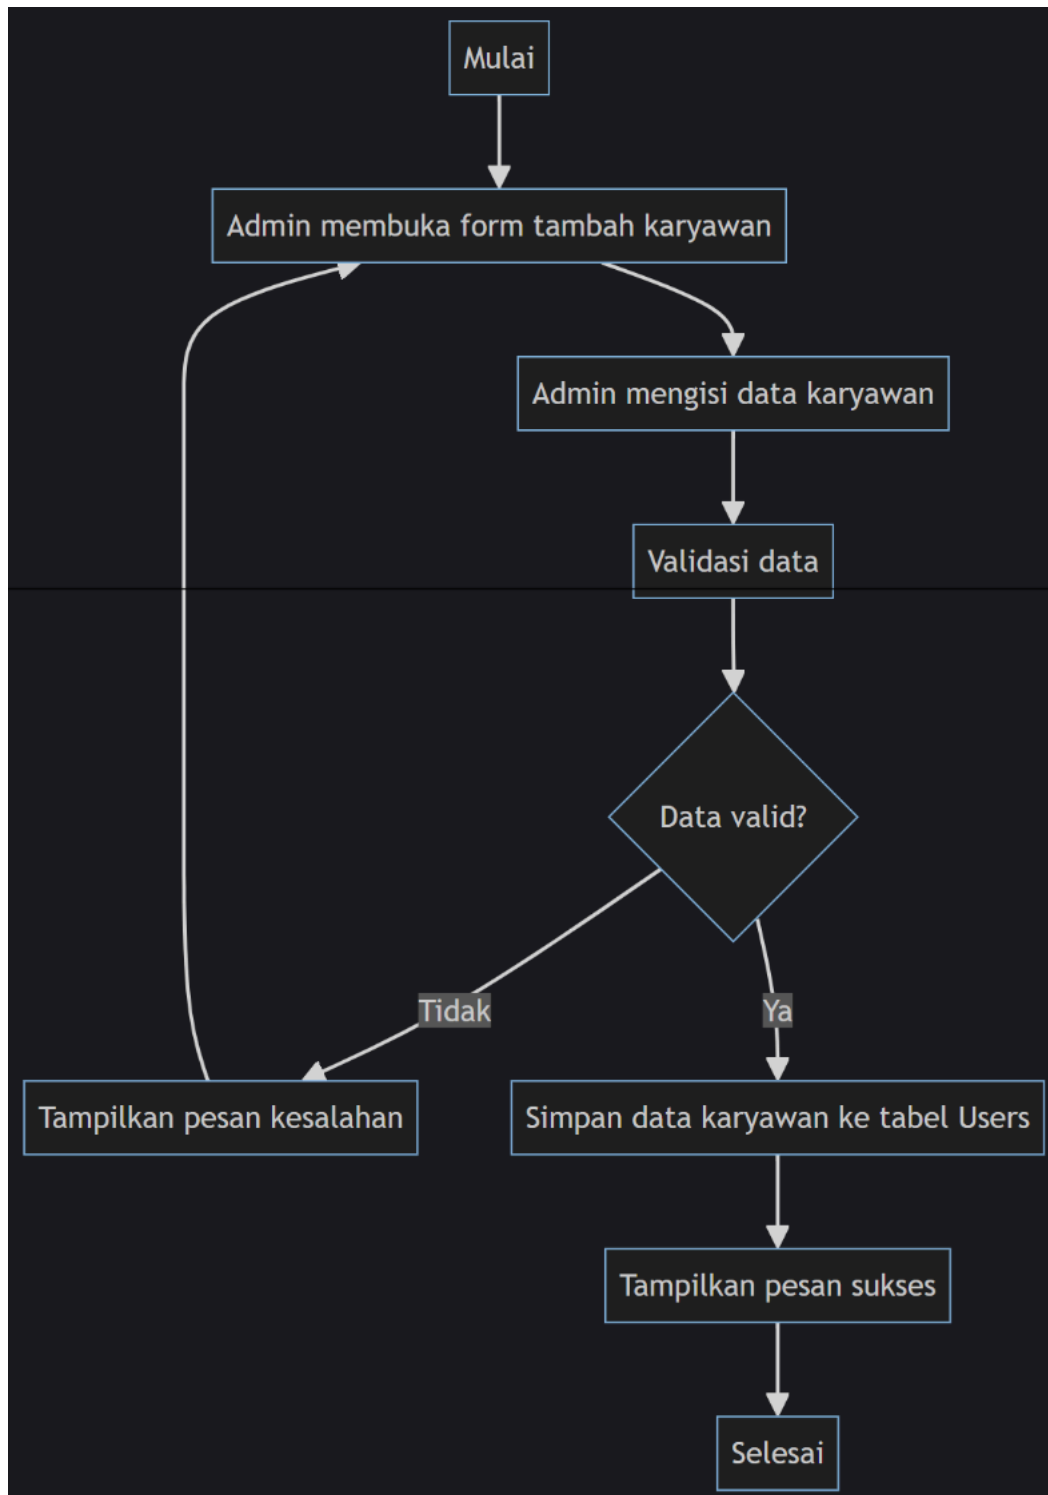 Mulai
Admin membuka form tambah karyawan
Admin mengisi data karyawan
Validasi data
Data valid?
Tidak
Ya
Tampilkan pesan kesalahan
Simpan data karyawan ke tabel Users
Tampilkan pesan sukses
Selesai